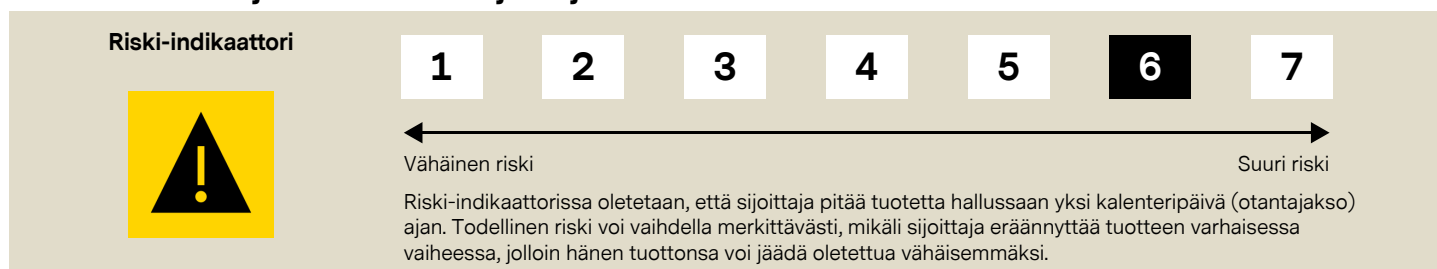 Riski-indikaattori
1 2 3 4 5 6 7
Vähäinen riski Suuri riski
Riski-indikaattorissa oletetaan, että sijoittaja pitää tuotetta hallussaan yksi kalenteripäivä (otantajakso)
ajan. Todellinen riski voi vaihdella merkittävästi, mikäli sijoittaja eräännyttää tuotteen varhaisessa
vaiheessa, jolloin hänen tuottonsa voi jäädä oletettua vähäisemmäksi.